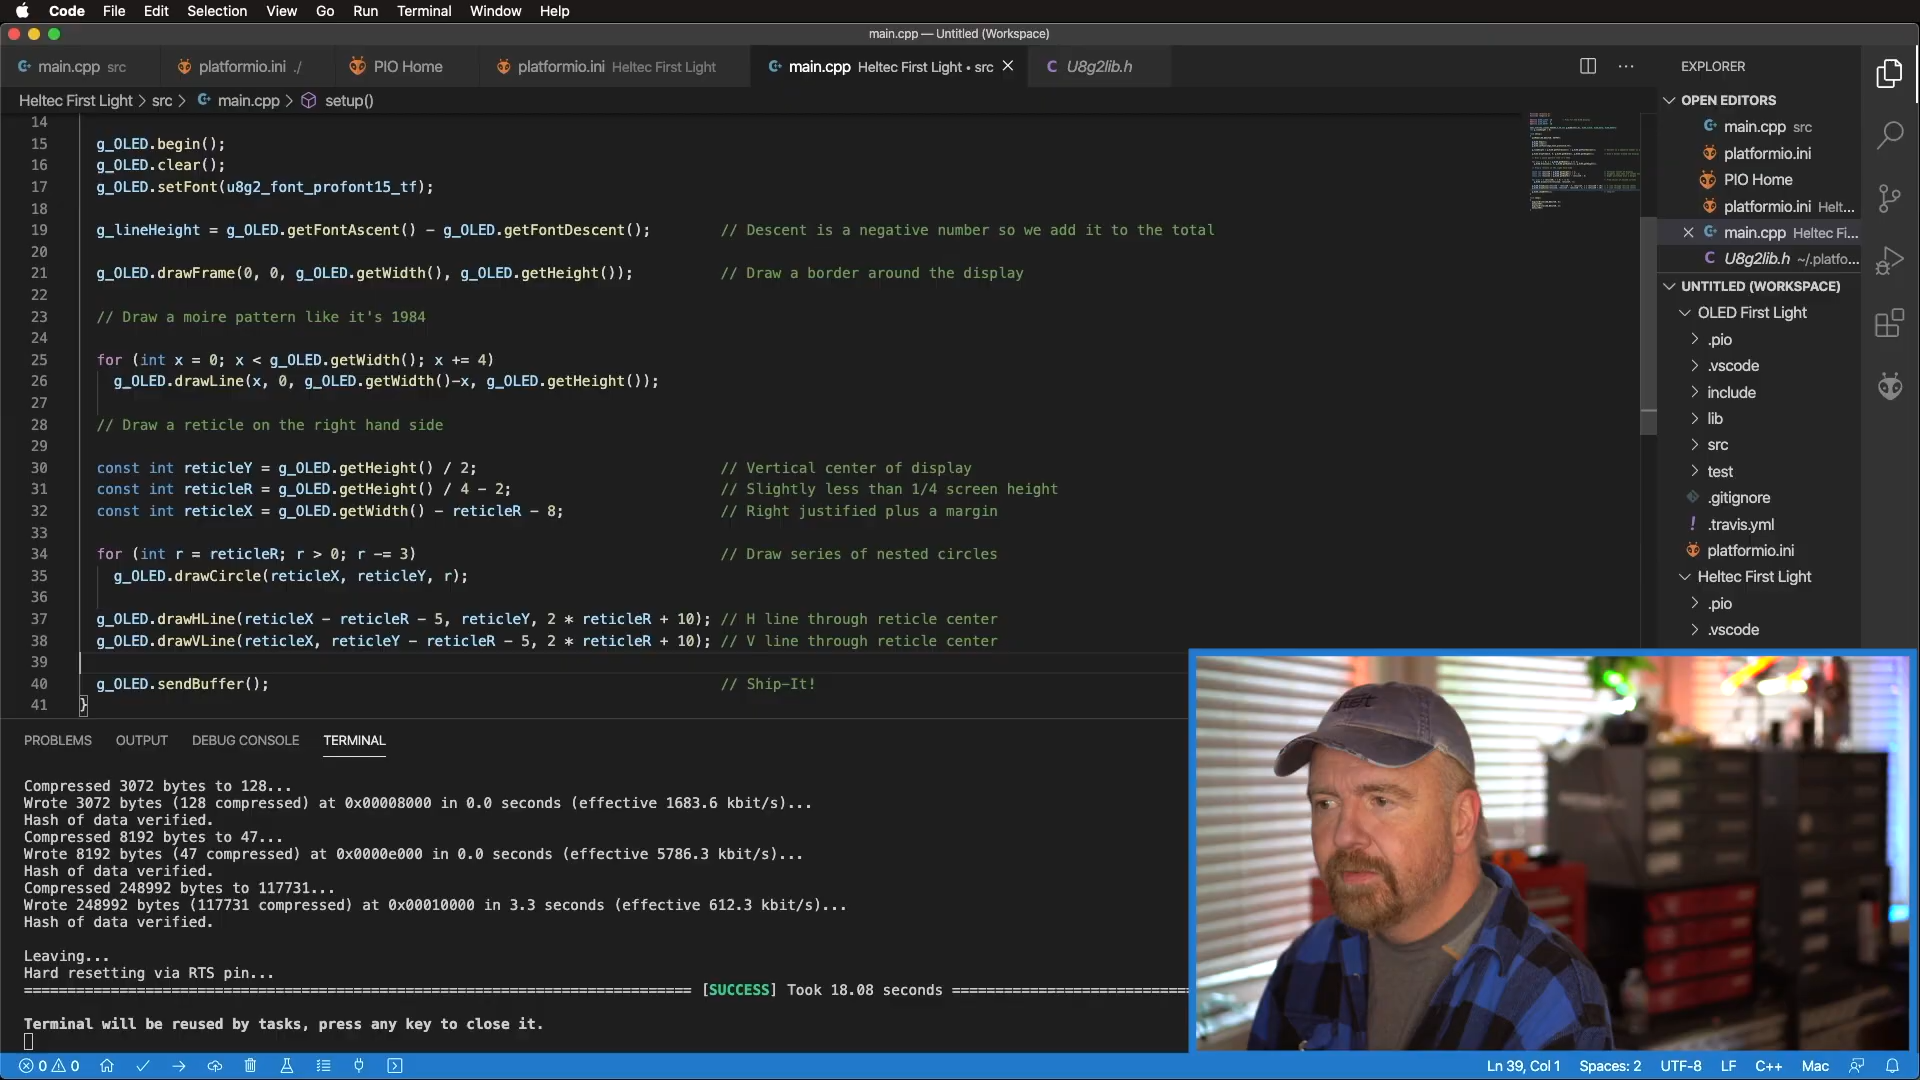 Code File Edit Selection View Go Run Terminal Window Help
main.cpp — Untitled (Workspace)
main.cpp src platformio.ini ./ PIO Home platformio.ini Heltec First Light main.cpp Heltec First Light • src U8g2lib.h
Heltec First Light > src > main.cpp > setup()
14
15 g_OLED.begin();
16 g_OLED.clear();
17 g_OLED.setFont(u8g2_font_profont15_tf);
18
19 g_lineHeight = g_OLED.getFontAscent() - g_OLED.getFontDescent(); // Descent is a negative number so we add it to the total
20
21 g_OLED.drawFrame(0, 0, g_OLED.getWidth(), g_OLED.getHeight()); // Draw a border around the display
22
23 // Draw a moire pattern like it's 1984
24
25 for (int x = 0; x < g_OLED.getWidth(); x += 4)
26 g_OLED.drawLine(x, 0, g_OLED.getWidth()-x, g_OLED.getHeight());
27
28 // Draw a reticle on the right hand side
29
30 const int reticleY = g_OLED.getHeight() / 2; // Vertical center of display
31 const int reticleR = g_OLED.getHeight() / 4 - 2; // Slightly less than 1/4 screen height
32 const int reticleX = g_OLED.getWidth() - reticleR - 8; // Right justified plus a margin
33
34 for (int r = reticleR; r > 0; r -= 3) // Draw series of nested circles
35 g_OLED.drawCircle(reticleX, reticleY, r);
36
37 g_OLED.drawHLine(reticleX - reticleR - 5, reticleY, 2 * reticleR + 10); // H line through reticle center
38 g_OLED.drawVLine(reticleX, reticleY - reticleR - 5, 2 * reticleR + 10); // V line through reticle center
39
40 g_OLED.sendBuffer(); // Ship-It!
41 }
EXPLORER
OPEN EDITORS
main.cpp src
platformio.ini
PIO Home
platformio.ini Helt...
main.cpp Heltec Fi...
U8g2lib.h ~/.platfo...
UNTITLED (WORKSPACE)
OLED First Light
.pio
.vscode
include
lib
src
test
.gitignore
! .travis.yml
platformio.ini
Heltec First Light
.pio
.vscode
PROBLEMS OUTPUT DEBUG CONSOLE TERMINAL
Compressed 3072 bytes to 128...
Wrote 3072 bytes (128 compressed) at 0x00008000 in 0.0 seconds (effective 1683.6 kbit/s)...
Hash of data verified.
Compressed 8192 bytes to 47...
Wrote 8192 bytes (47 compressed) at 0x0000e000 in 0.0 seconds (effective 5786.3 kbit/s)...
Hash of data verified.
Compressed 248992 bytes to 117731...
Wrote 248992 bytes (117731 compressed) at 0x00010000 in 3.3 seconds (effective 612.3 kbit/s)...
Hash of data verified.
Leaving...
Hard resetting via RTS pin...
[SUCCESS] Took 18.08 seconds
Terminal will be reused by tasks, press any key to close it.
0 0 Ln 39, Col 1 Spaces: 2 UTF-8 LF C++ Mac